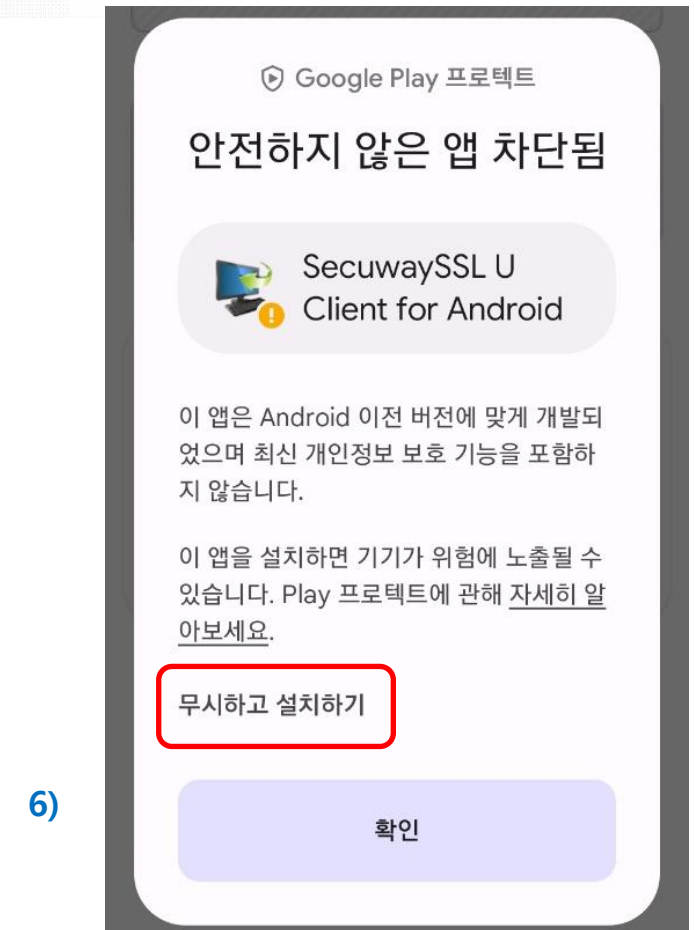 Google Play 프로텍트
안전하지 않은 앱 차단됨
SecuwaySSL U
Client for Android
이 앱은 Android 이전 버전에 맞게 개발되
었으며 최신 개인정보 보호 기능을 포함하
지 않습니다.
이 앱을 설치하면 기기가 위험에 노출될 수
있습니다. Play 프로텍트에 관해 자세히 알
아보세요.
무시하고 설치하기
6)
확인